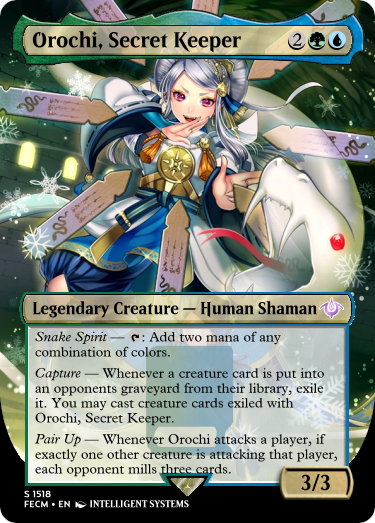 Orochi, Secret Keeper 2
Legendary Creature — Human Shaman
Snake Spirit — : Add two mana of any
combination of colors.
Capture — Whenever a creature card is put into
an opponents graveyard from their library, exile
it. You may cast creature cards exiled with
Orochi, Secret Keeper.
Pair Up — Whenever Orochi attacks a player, if
exactly one other creature is attacking that player,
each opponent mills three cards.
3/3
S 1518
FECM • EN INTELLIGENT SYSTEMS